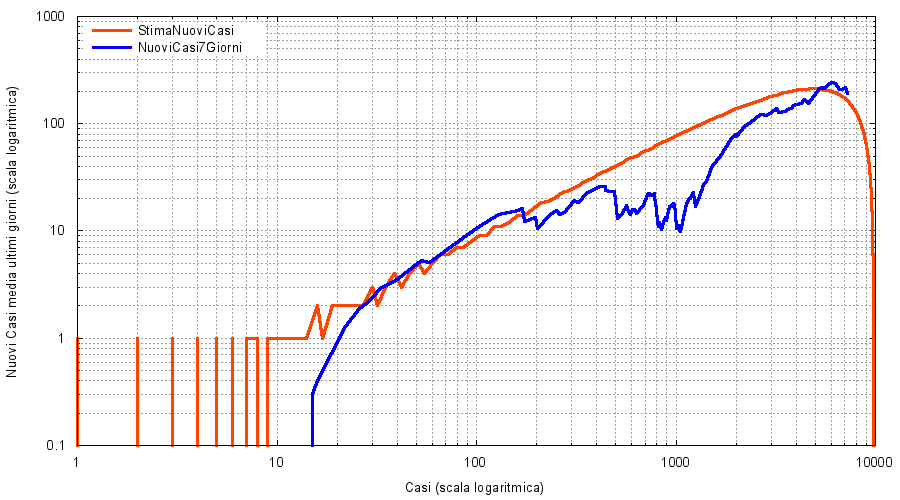 1000
StimaNuoviCasi
NuoviCasi7Giorni
100
10
1
0.1
Nuovi Casi media ultimi giorni (scala logaritmica)
1 10 100 1000 10000
Casi (scala logaritmica)